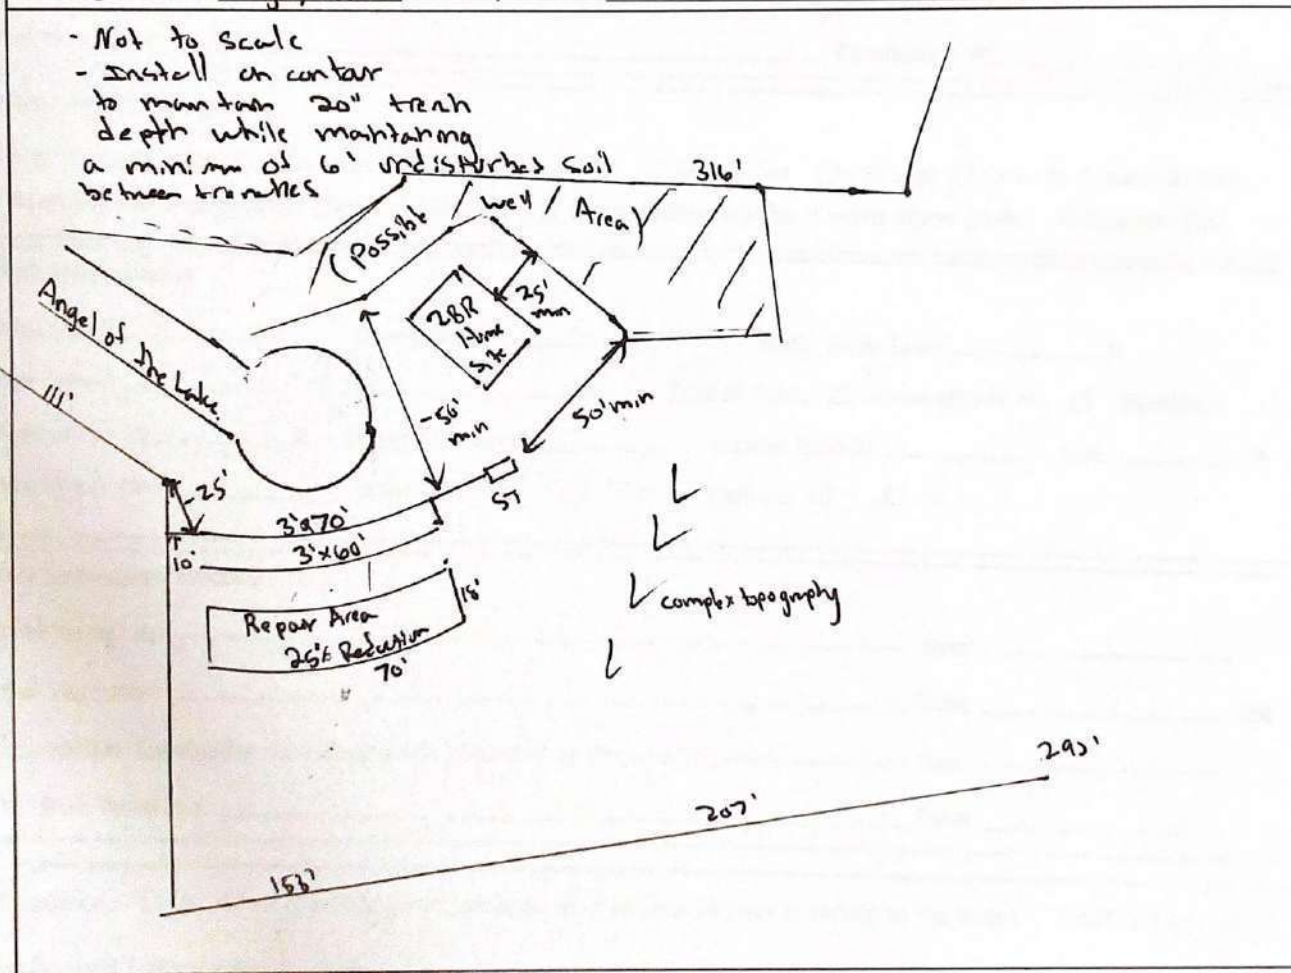 - Not to scale
- Install on contour
to maintain 20" trench
depth while maintaining
a minimum of 6' undisturbed soil
between trenches
316'
(Possible Well Area)
2BR
Home
Site
25'
min
Angel of the Lake
111'
~50'
min
50' min
ST
25'
3'x70'
3'x60'
10'
18'
Repair Area
25% Reduction
70'
complex topography
295'
207'
153'